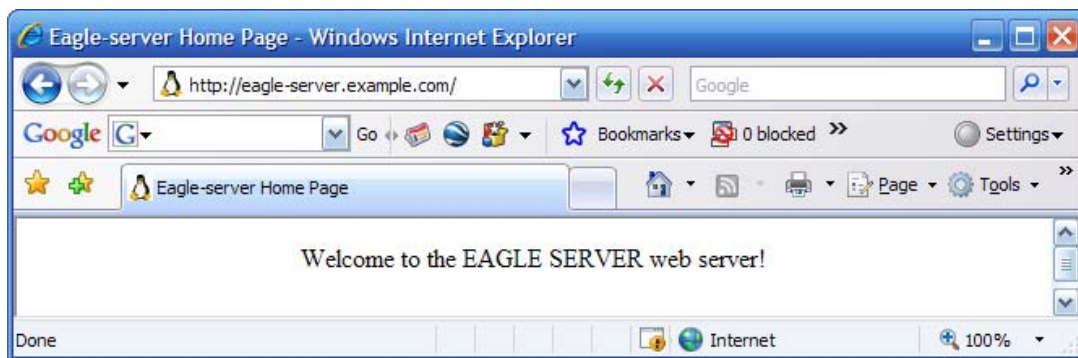 Eagle-server Home Page - Windows Internet Explorer
http://eagle-server.example.com/
Google
Google G Go Bookmarks 0 blocked » Settings
Eagle-server Home Page Page Tools »
Welcome to the EAGLE SERVER web server!
Done Internet 100%